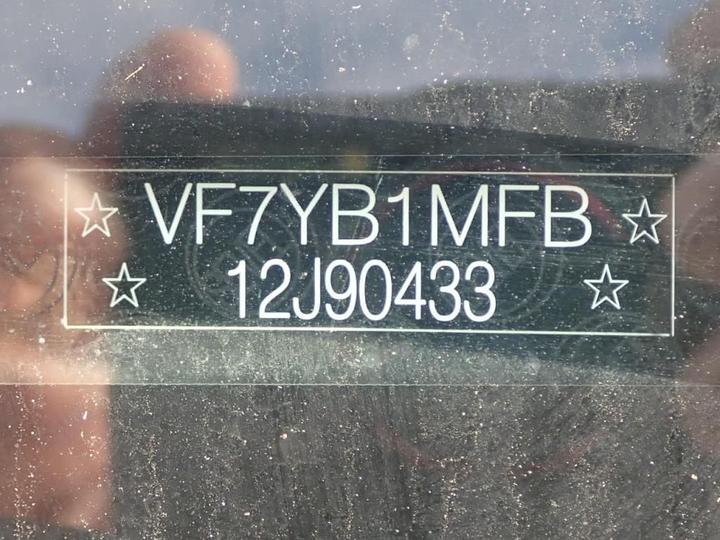 ☆ VF7YB1MFB ☆
☆ 12J90433 ☆